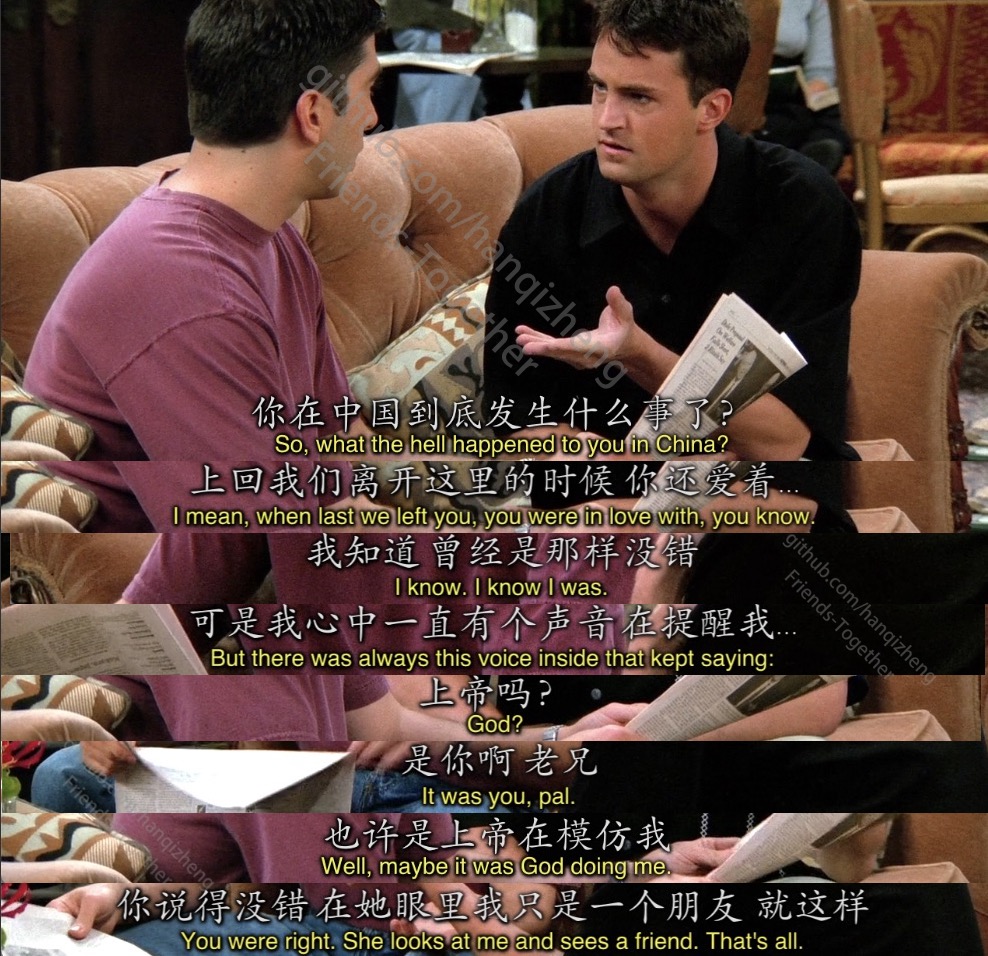 github.com/hanqizheng
Friends-Together
你在中国到底发生什么事了?
So, what the hell happened to you in China?
上回我们离开这里的时候 你还爱着...
I mean, when last we left you, you were in love with, you know.
我知道 曾经是那样没错
I know. I know I was.
github.com/hanqizheng
Friends-Together
可是我心中一直有个声音在提醒我...
But there was always this voice inside that kept saying:
上帝吗?
God?
是你啊 老兄
It was you, pal.
也许是上帝在模仿我
Well, maybe it was God doing me.
你说得没错 在她眼里我只是一个朋友 就这样
You were right. She looks at me and sees a friend. That's all.